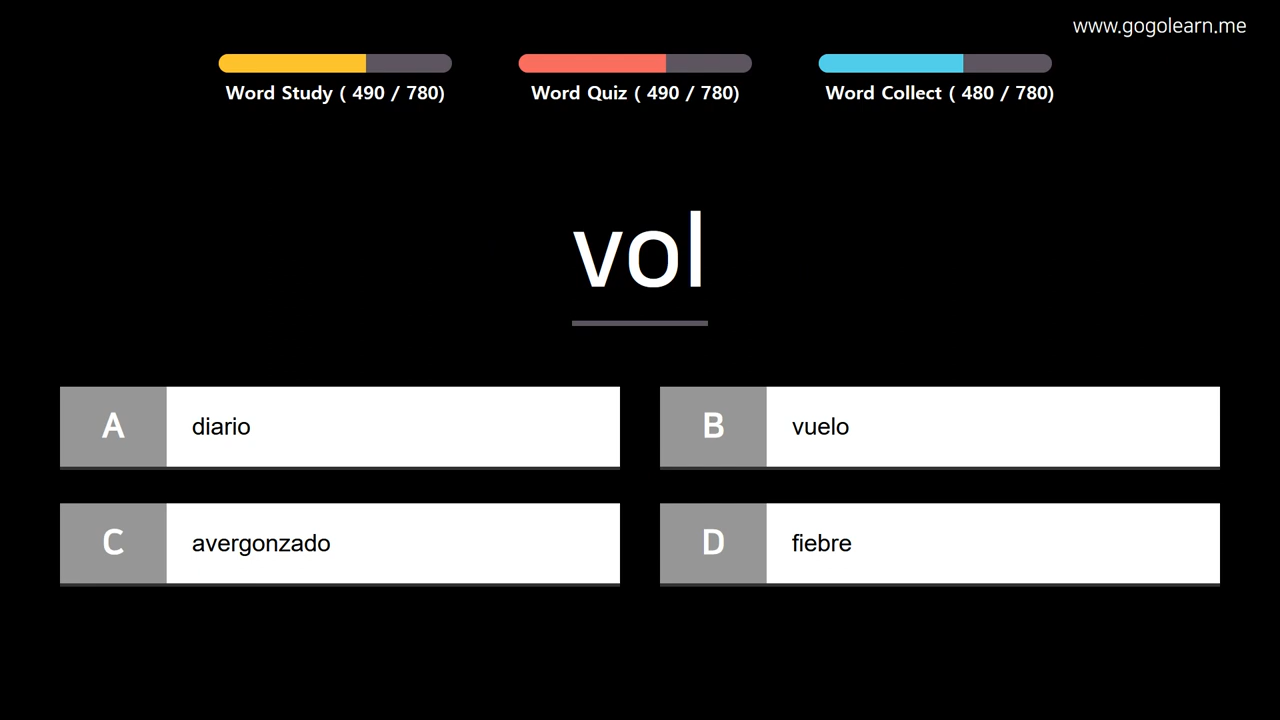 www.gogolearn.me
Word Study ( 490 / 780)
Word Quiz ( 490 / 780)
Word Collect ( 480 / 780)
vol
A diario
B vuelo
C avergonzado
D fiebre